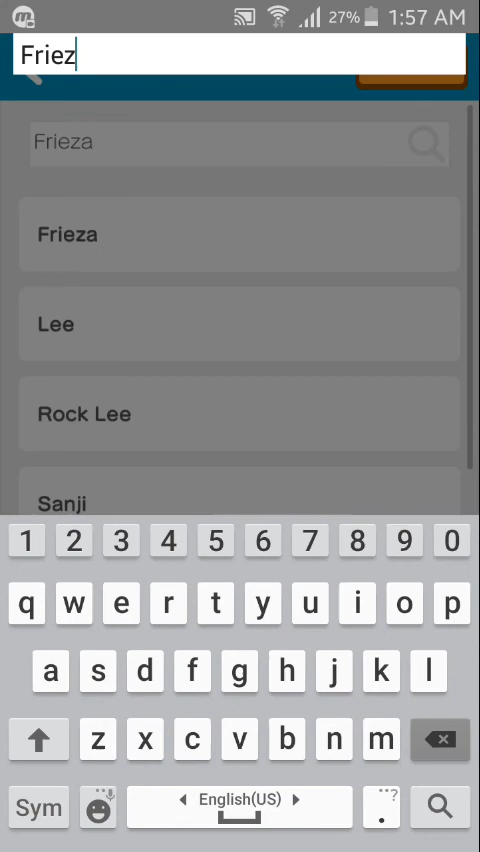 27% 1:57 AM
Friez
Frieza
Frieza
Lee
Rock Lee
Sanji
1 2 3 4 5 6 7 8 9 0
q w e r t y u i o p
a s d f g h j k l
z x c v b n m
Sym English(US) . ?